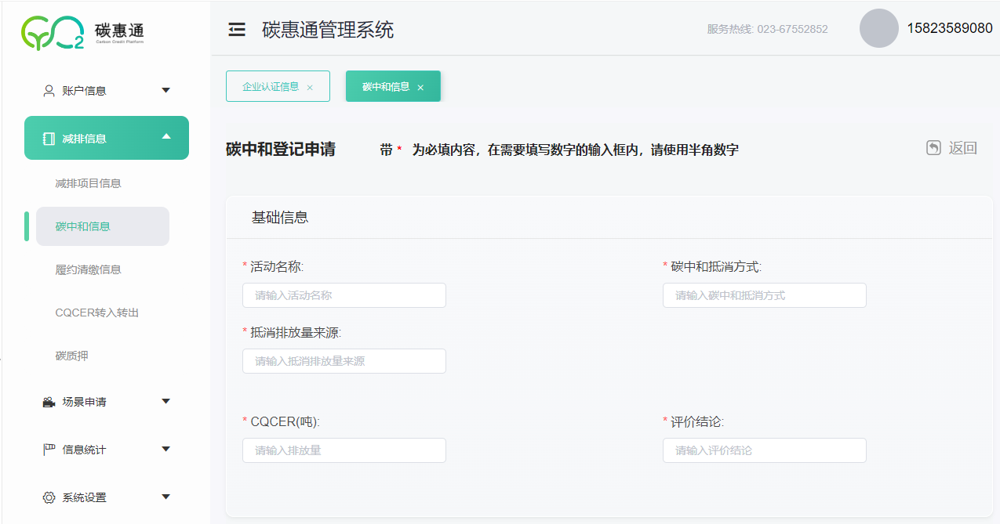 碳惠通
Carbon Credit Platform
碳惠通管理系统
服务热线: 023-67552852
15823589080
账户信息
减排信息
减排项目信息
碳中和信息
履约清缴信息
CQCER转入转出
碳质押
场景申请
信息统计
系统设置
企业认证信息 ×
碳中和信息 ×
碳中和登记申请
带 * 为必填内容，在需要填写数字的输入框内，请使用半角数字
返回
基础信息
* 活动名称:
请输入活动名称
* 碳中和抵消方式:
请输入碳中和抵消方式
* 抵消排放量来源:
请输入抵消排放量来源
* CQCER(吨):
请输入排放量
* 评价结论:
请输入评价结论